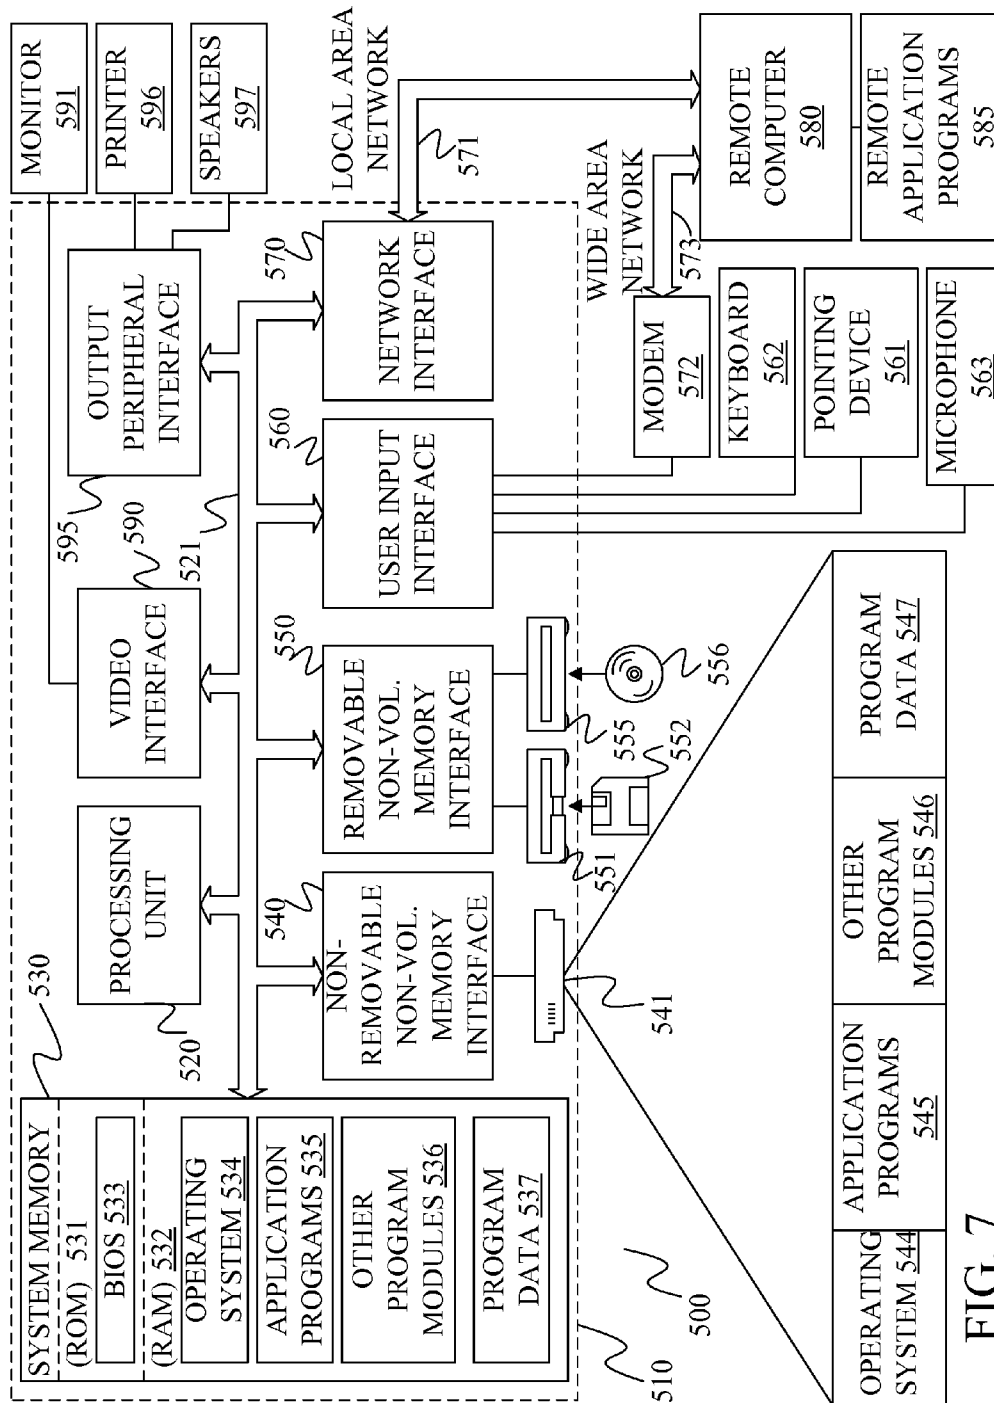 SYSTEM MEMORY
(ROM) 531
BIOS 533
(RAM) 532
OPERATING
SYSTEM 534
APPLICATION
PROGRAMS 535
OTHER
PROGRAM
MODULES 536
PROGRAM
DATA 537
530
PROCESSING
UNIT
520
VIDEO
INTERFACE
590
521
OUTPUT
PERIPHERAL
INTERFACE
595
MONITOR
591
PRINTER
596
SPEAKERS
597
NON-
REMOVABLE
NON-VOL.
MEMORY
INTERFACE
540
REMOVABLE
NON-VOL.
MEMORY
INTERFACE
550
USER INPUT
INTERFACE
560
NETWORK
INTERFACE
570
LOCAL AREA
NETWORK
571
541
551
552
555
556
WIDE AREA
NETWORK
573
MODEM
572
KEYBOARD
562
POINTING
DEVICE
561
MICROPHONE
563
REMOTE
COMPUTER
580
REMOTE
APPLICATION
PROGRAMS
585
510
500
OPERATING
SYSTEM 544
APPLICATION
PROGRAMS
545
OTHER
PROGRAM
MODULES 546
PROGRAM
DATA 547
FIG. 7